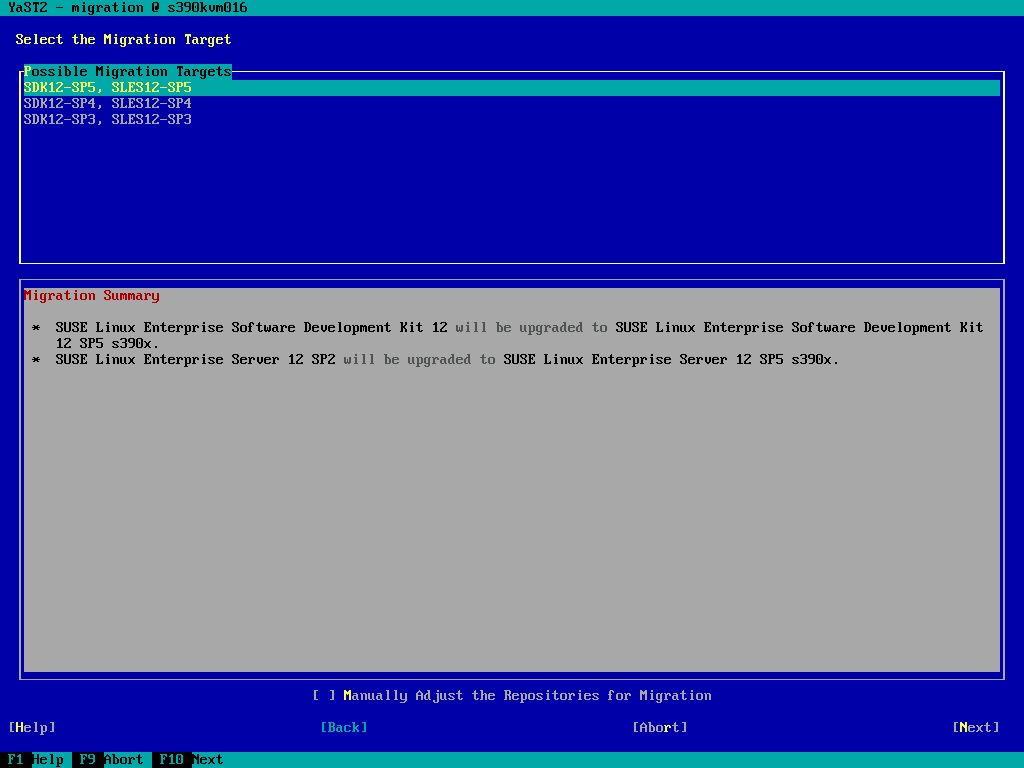 YaST2 - migration @ s390kvm016
Select the Migration Target
Possible Migration Targets
SDK12-SP5, SLES12-SP5
SDK12-SP4, SLES12-SP4
SDK12-SP3, SLES12-SP3
Migration Summary
* SUSE Linux Enterprise Software Development Kit 12 will be upgraded to SUSE Linux Enterprise Software Development Kit
12 SP5 s390x.
* SUSE Linux Enterprise Server 12 SP2 will be upgraded to SUSE Linux Enterprise Server 12 SP5 s390x.
[ ] Manually Adjust the Repositories for Migration
[Help] [Back] [Abort] [Next]
F1 Help F9 Abort F10 Next